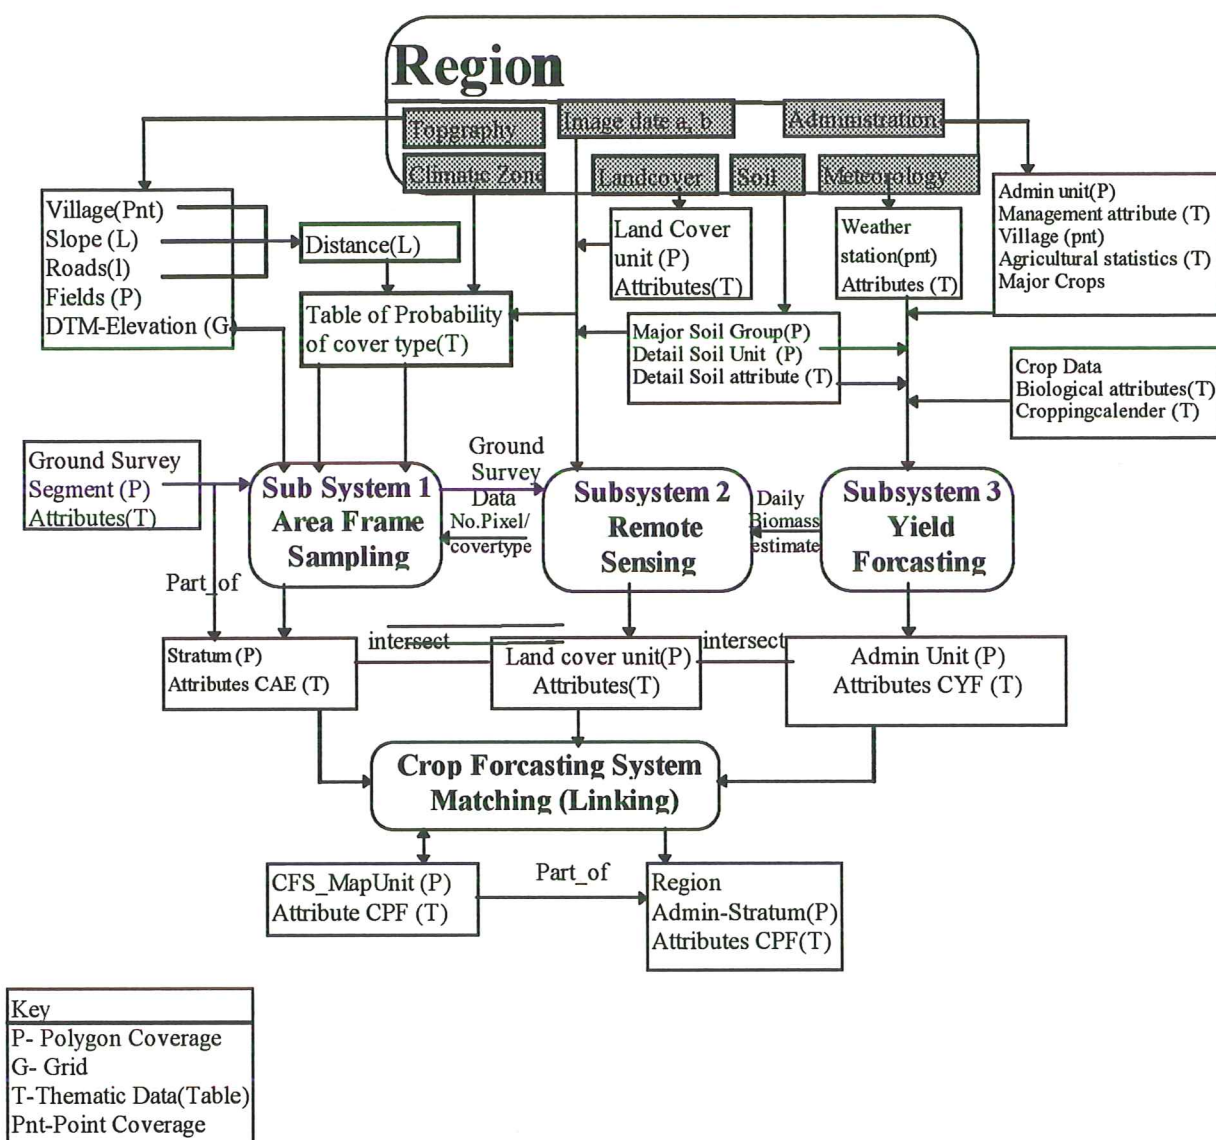 Region
Topgraphy
Image date a, b
Administration
Climatic Zone
Landcover
Soil
Meteorology
Village(Pnt)
Slope (L)
Roads(l)
Fields (P)
DTM-Elevation (G
Distance(L)
Table of Probability
of cover type(T)
Land Cover
unit (P)
Attributes(T)
Weather
station(pnt)
Attributes (T)
Admin unit(P)
Management attribute (T)
Village (pnt)
Agricultural statistics (T)
Major Crops
Major Soil Group(P)
Detail Soil Unit (P)
Detail Soil attribute (T)
Crop Data
Biological attributes(T)
Croppingcalender (T)
Ground Survey
Segment (P)
Attributes(T)
Sub System 1
Area Frame
Sampling
Ground
Survey
Data
No.Pixel/
covertype
Subsystem 2
Remote
Sensing
Daily
Biomass
estimate
Subsystem 3
Yield
Forcasting
Part_of
Stratum (P)
Attributes CAE (T)
intersect
Land cover unit(P)
Attributes(T)
intersect
Admin Unit (P)
Attributes CYF (T)
Crop Forcasting System
Matching (Linking)
CFS_MapUnit (P)
Attribute CPF (T)
Part_of
Region
Admin-Stratum(P)
Attributes CPF(T)
Key
P- Polygon Coverage
G- Grid
T-Thematic Data(Table)
Pnt-Point Coverage